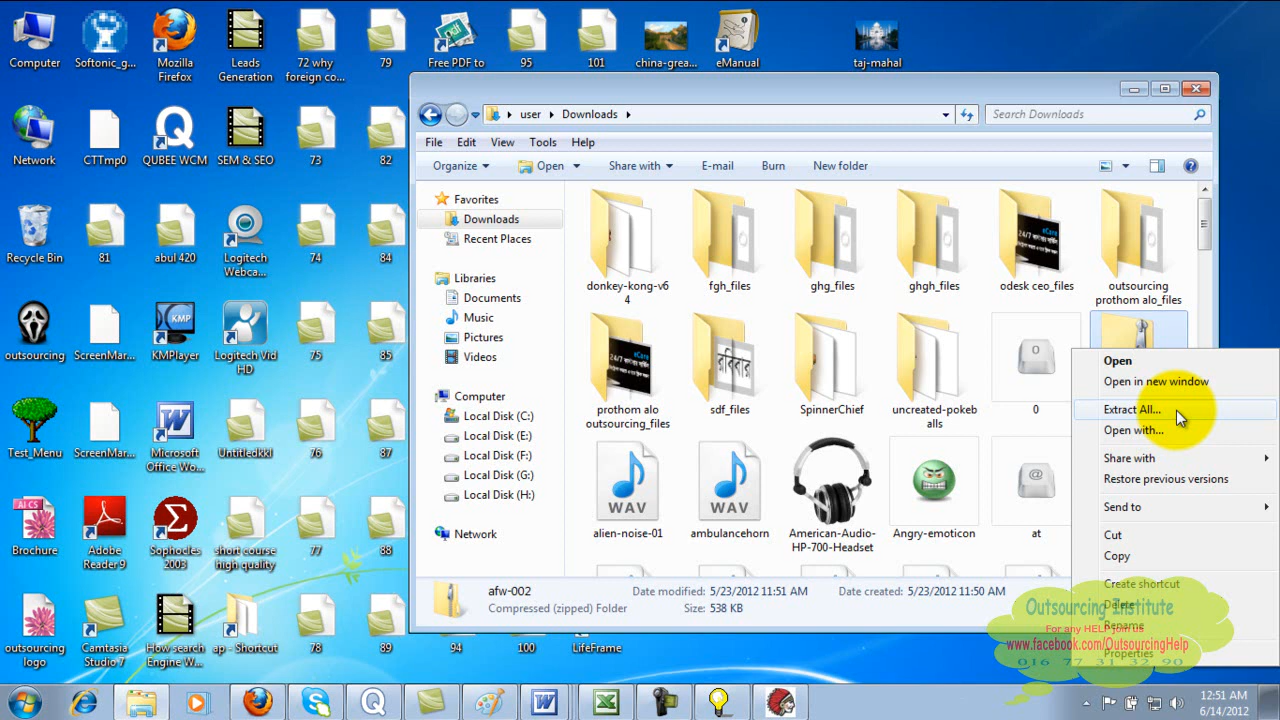 Computer
Softonic_g...
Mozilla
Firefox
Leads
Generation
72 why
foreign co...
79
Free PDF to
95
101
china-grea...
eManual
taj-mahal
Network
CTTmp0
QUBEE WCM
SEM & SEO
73
82
Recycle Bin
81
abul 420
Logitech
Webca...
74
84
outsourcing
ScreenMar...
KMPlayer
Logitech Vid
HD
75
85
Test_Menu
ScreenMar...
Microsoft
Office Wo...
Untitledkkl
76
87
Brochure
Adobe
Reader 9
Sophocles
2003
short course
high quality
77
88
outsourcing
logo
Camtasia
Studio 7
How search
Engine W...
ap - Shortcut
78
89
94
100
LifeFrame
user
Downloads
Search Downloads
File Edit View Tools Help
Organize Open Share with E-mail Burn New folder
Favorites
Downloads
Recent Places
Libraries
Documents
Music
Pictures
Videos
Computer
Local Disk (C:)
Local Disk (E:)
Local Disk (F:)
Local Disk (G:)
Local Disk (H:)
Network
donkey-kong-v6
4
fgh_files
ghg_files
ghgh_files
odesk ceo_files
outsourcing
prothom alo_files
prothom alo
outsourcing_files
sdf_files
রবিবার
SpinnerChief
uncreated-pokeb
alls
0
WAV
alien-noise-01
WAV
ambulancehorn
American-Audio-
HP-700-Headset
Angry-emoticon
@
at
Open
Open in new window
Extract All...
Open with...
Share with
Restore previous versions
Send to
Cut
Copy
Create shortcut
Delete
Rename
Properties
afw-002
Compressed (zipped) Folder
Date modified: 5/23/2012 11:51 AM
Size: 538 KB
Date created: 5/23/2012 11:50 AM
Outsourcing Institute
For any HELP join us
www.facebook.com/OutsourcingHelp
016 77 31 32 90
12:51 AM
6/14/2012